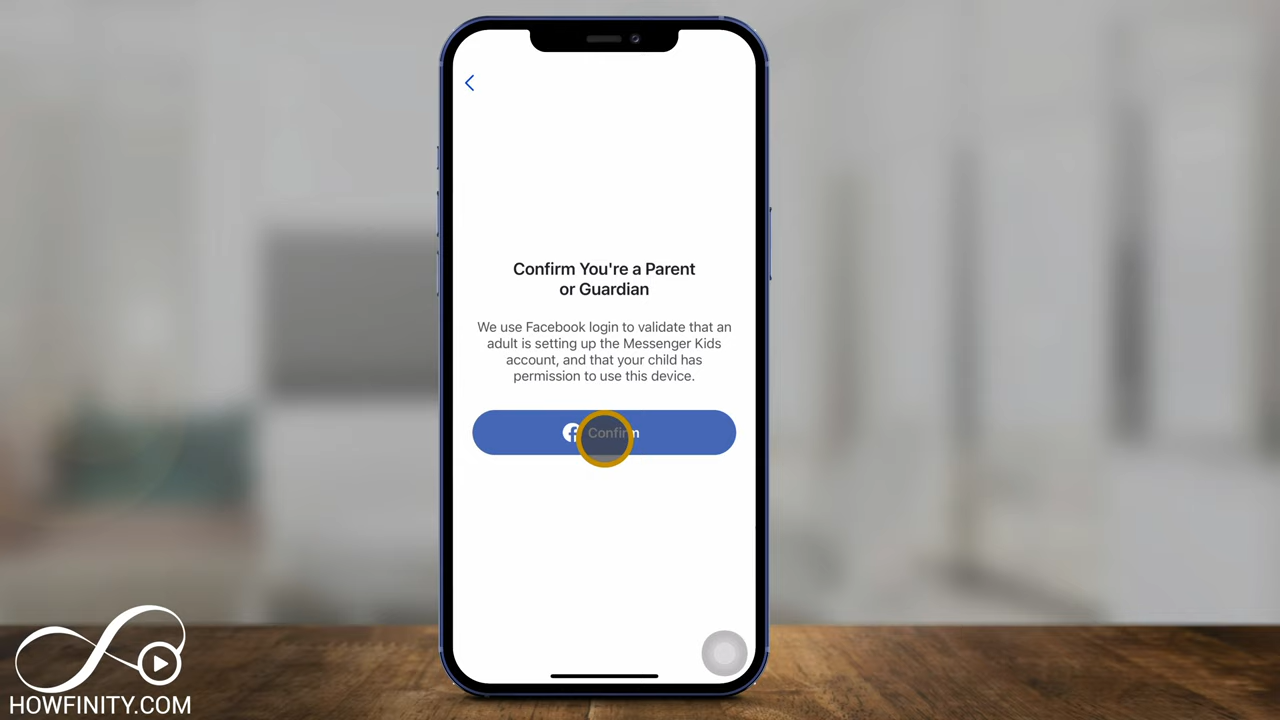 Confirm You're a Parent
or Guardian
We use Facebook login to validate that an
adult is setting up the Messenger Kids
account, and that your child has
permission to use this device.
Confirm
HOWFINITY.COM